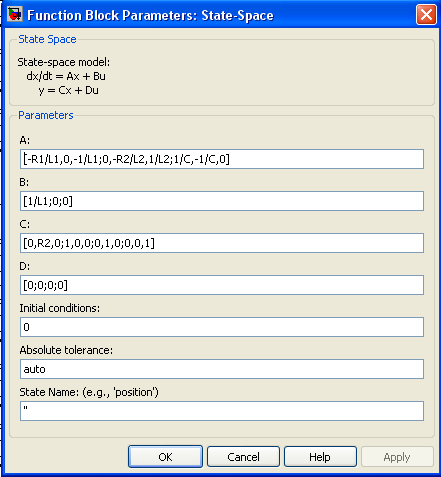 Function Block Parameters: State-Space
State Space
State-space model:
dx/dt = Ax + Bu
y = Cx + Du
Parameters
A:
[-R1/L1,0,-1/L1;0,-R2/L2,1/L2;1/C,-1/C,0]
B:
[1/L1;0;0]
C:
[0,R2,0;1,0,0;0,1,0;0,0,1]
D:
[0;0;0;0]
Initial conditions:
0
Absolute tolerance:
auto
State Name: (e.g., 'position')
''
OK Cancel Help Apply